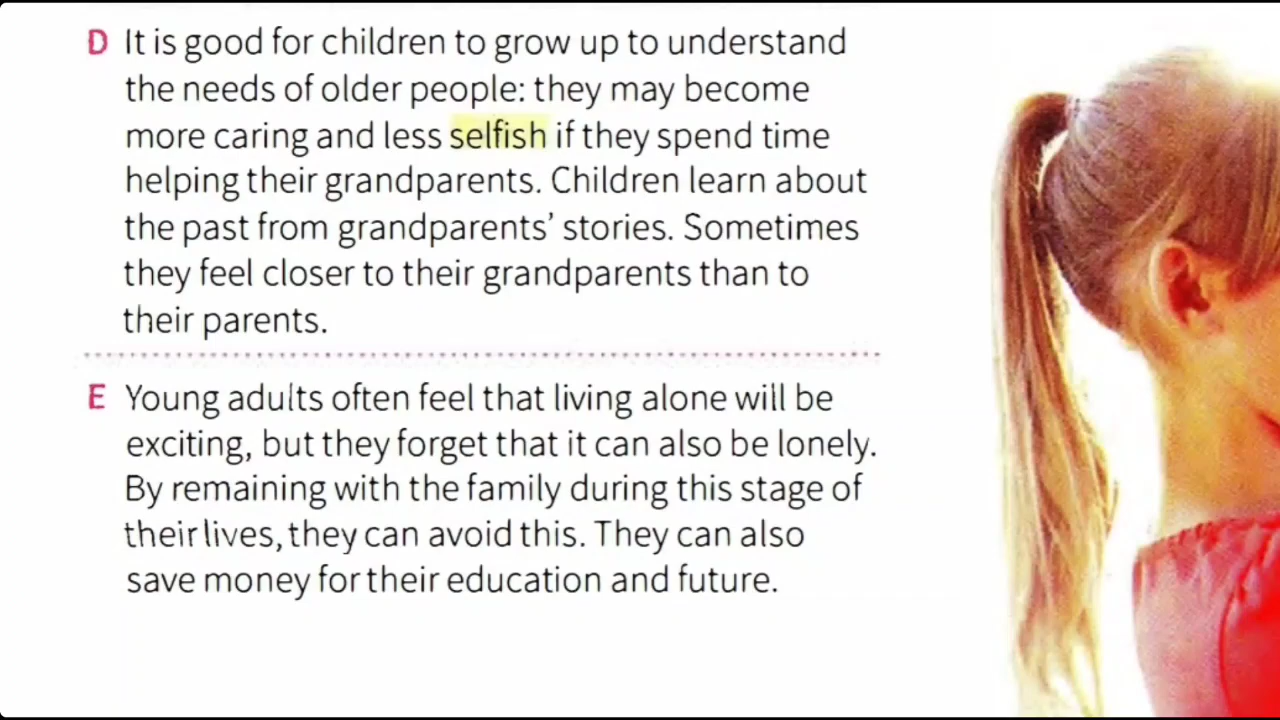 D It is good for children to grow up to understand
the needs of older people: they may become
more caring and less selfish if they spend time
helping their grandparents. Children learn about
the past from grandparents’ stories. Sometimes
they feel closer to their grandparents than to
their parents.
E Young adults often feel that living alone will be
exciting, but they forget that it can also be lonely.
By remaining with the family during this stage of
their lives, they can avoid this. They can also
save money for their education and future.